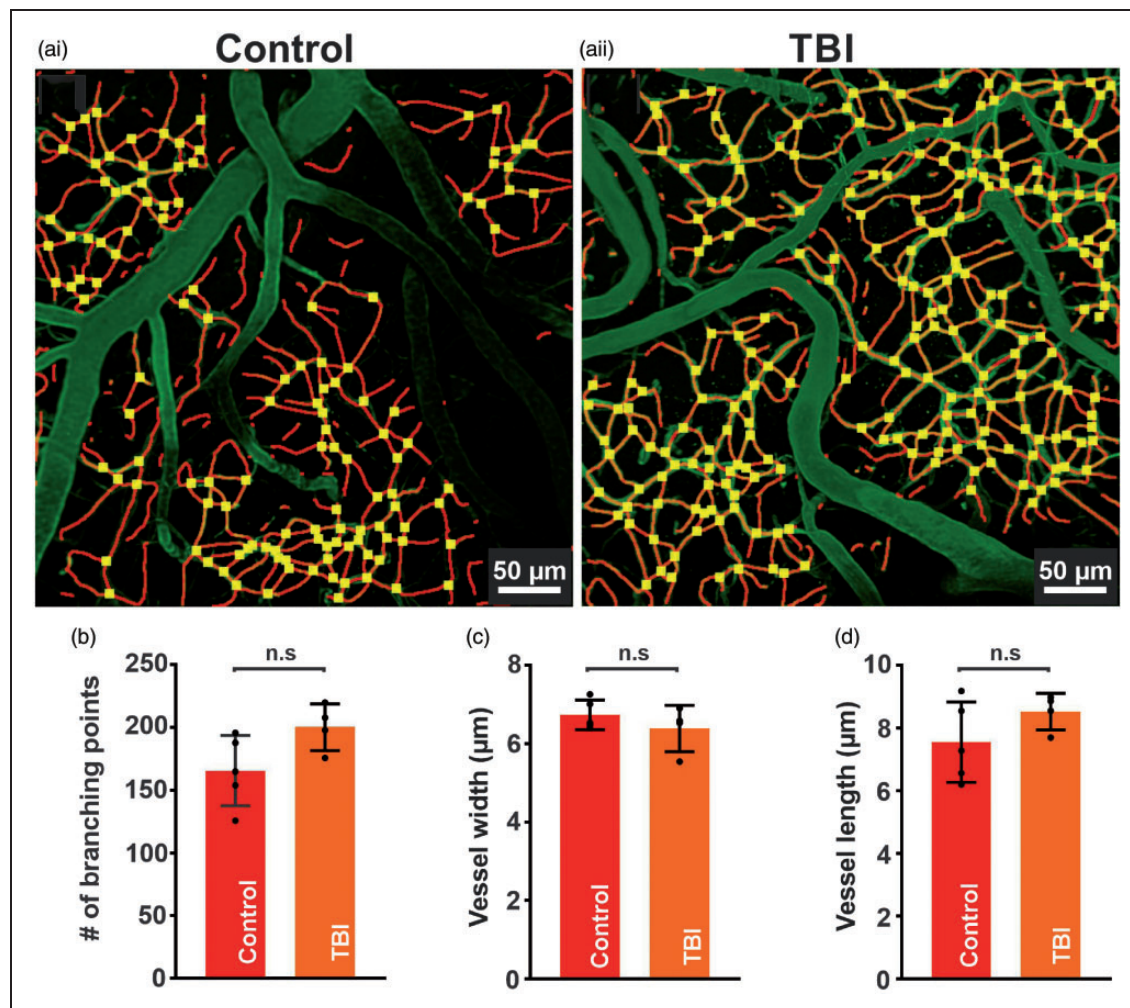 (ai)
Control
(aii)
TBI
50 μm
50 μm
(b)
n.s
# of branching points
250
200
150
100
50
0
Control
TBI
(c)
n.s
Vessel width (μm)
8
6
4
2
0
Control
TBI
(d)
n.s
Vessel length (μm)
10
8
6
4
2
0
Control
TBI